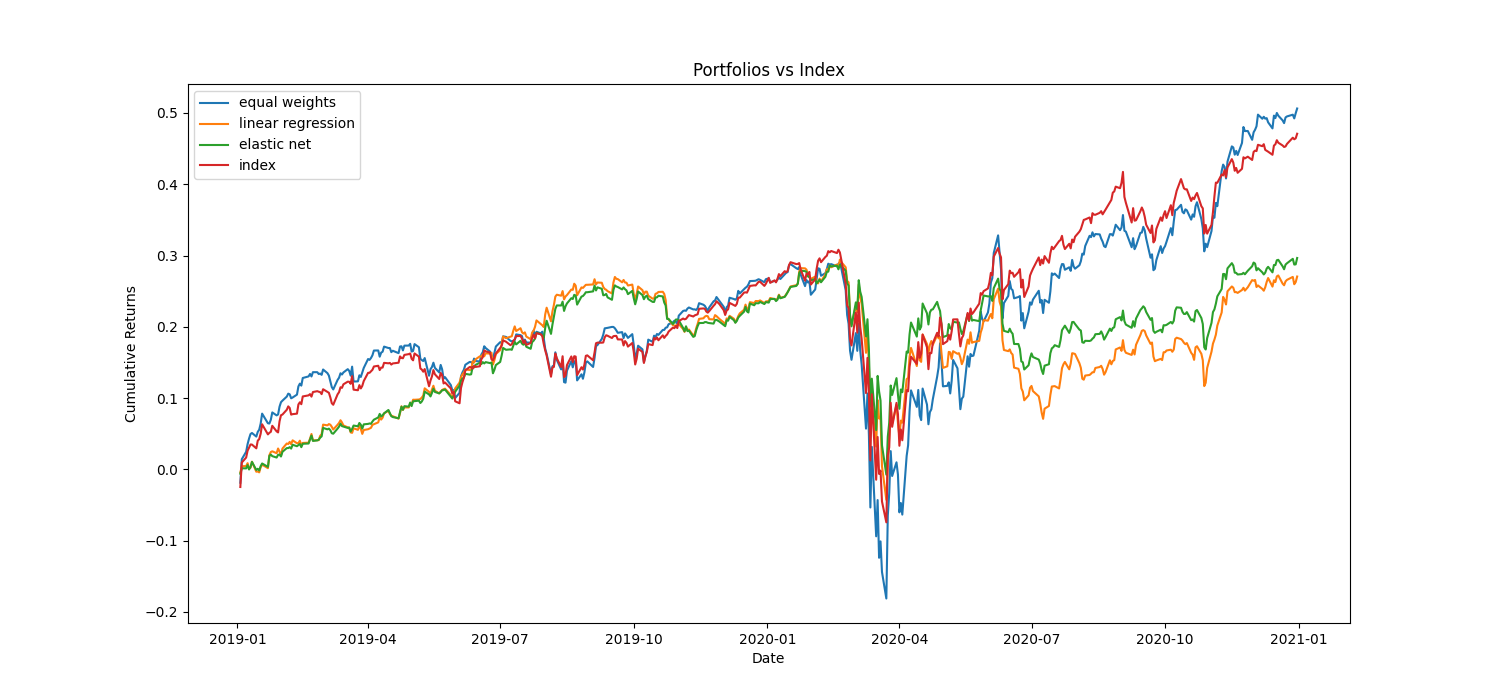 Portfolios vs Index
equal weights
linear regression
elastic net
index
Cumulative Returns
0.5
0.4
0.3
0.2
0.1
0.0
−0.1
−0.2
2019-01 2019-04 2019-07 2019-10 2020-01 2020-04 2020-07 2020-10 2021-01
Date